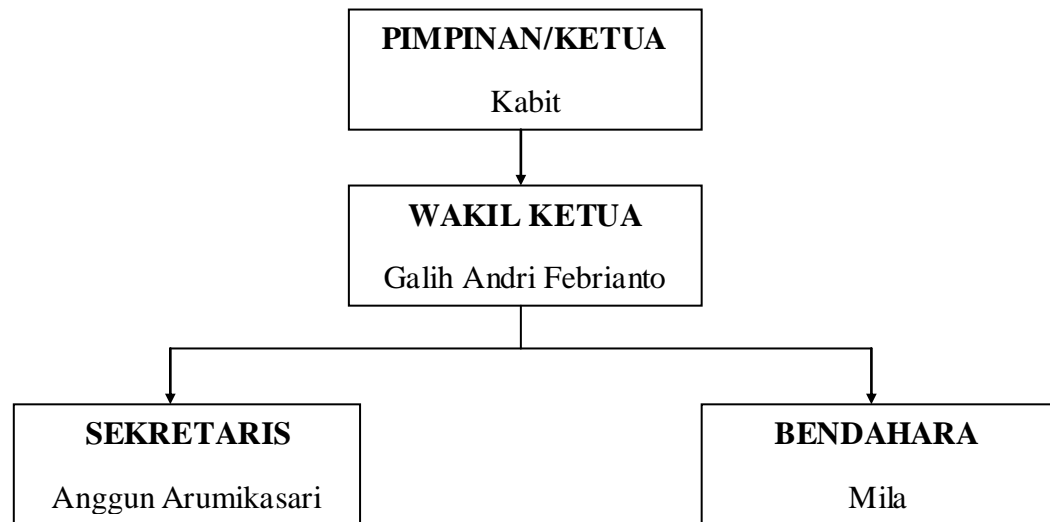 PIMPINAN/KETUA
Kabit
WAKIL KETUA
Galih Andri Febrianto
SEKRETARIS
Anggun Arumikasari
BENDAHARA
Mila